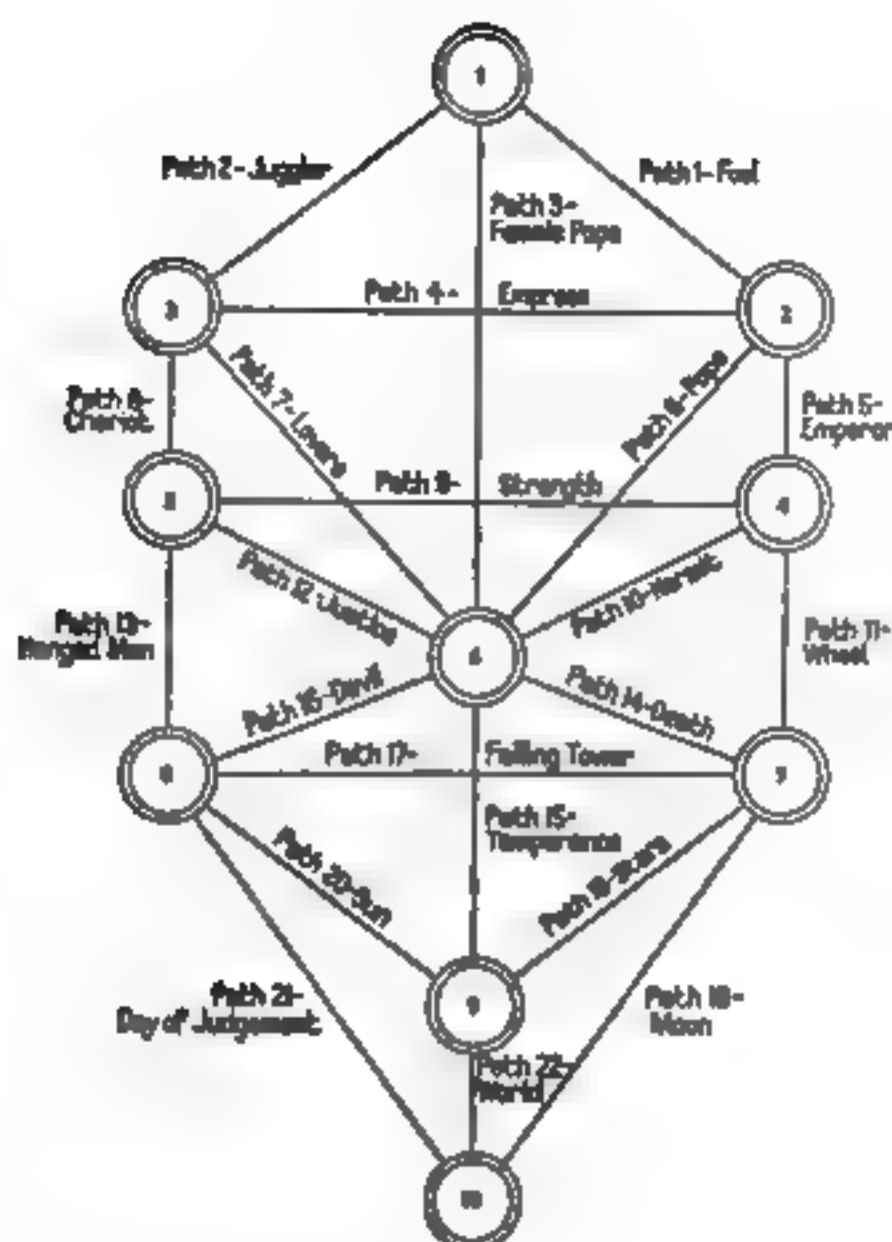 1
Path 2-Juggler
Path 1-Fool
Path 3-
Female Pope
3
Path 4-
Empress
2
Path 7-Lovers
Path 6-Pope
Path 8-
Chariot
Path 5-
Emperor
5
Path 9-
Strength
4
Path 12-Justice
Path 10-Hermit
Path 13-
Hanged Man
6
Path 11-
Wheel
Path 16-Devil
Path 14-Death
8
Path 17-
Falling Tower
7
Path 15-
Temperance
Path 20-Sun
Path 18-Stars
Path 21-
Day of Judgement
9
Path 19-
Moon
Path 22-
World
10